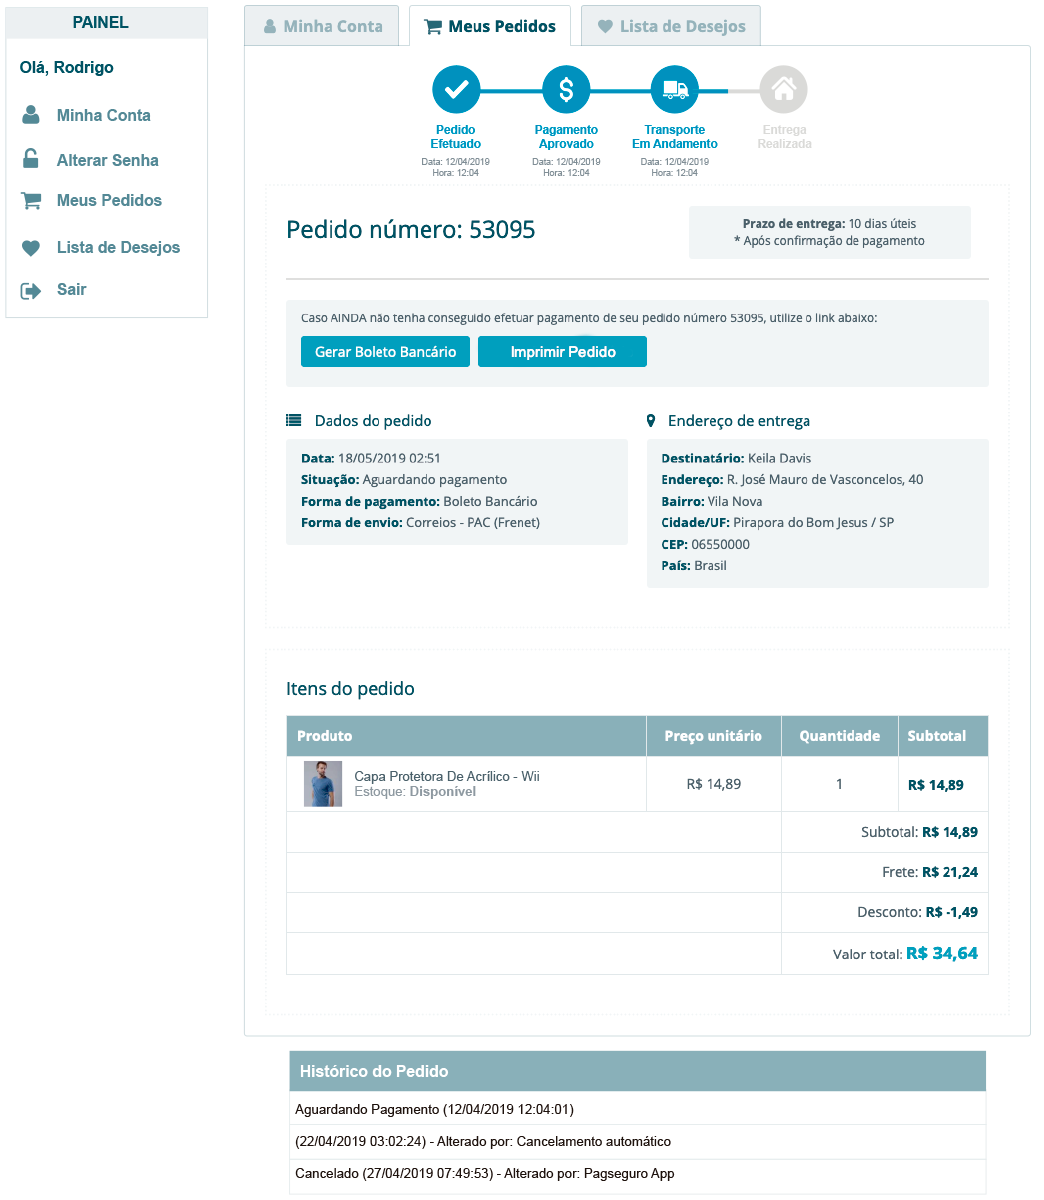 PAINEL
Olá, Rodrigo
Minha Conta
Alterar Senha
Meus Pedidos
Lista de Desejos
Sair
Minha Conta
Meus Pedidos
Lista de Desejos
Pedido
Efetuado
Data: 12/04/2019
Hora: 12:04
Pagamento
Aprovado
Data: 12/04/2019
Hora: 12:04
Transporte
Em Andamento
Data: 12/04/2019
Hora: 12:04
Entrega
Realizada
Pedido número: 53095
Prazo de entrega: 10 dias úteis
* Após confirmação de pagamento
Caso AINDA não tenha conseguido efetuar pagamento de seu pedido número 53095, utilize o link abaixo:
Gerar Boleto Bancário
Imprimir Pedido
Dados do pedido
Data: 18/05/2019 02:51
Situação: Aguardando pagamento
Forma de pagamento: Boleto Bancário
Forma de envio: Correios - PAC (Frenet)
Endereço de entrega
Destinatário: Keila Davis
Endereço: R. José Mauro de Vasconcelos, 40
Bairro: Vila Nova
Cidade/UF: Pirapora do Bom Jesus / SP
CEP: 06550000
País: Brasil
Itens do pedido
Produto Preço unitário Quantidade Subtotal
Capa Protetora De Acrílico - Wii
Estoque: Disponível
R$ 14,89 1 R$ 14,89
Subtotal: R$ 14,89
Frete: R$ 21,24
Desconto: R$ -1,49
Valor total: R$ 34,64
Histórico do Pedido
Aguardando Pagamento (12/04/2019 12:04:01)
(22/04/2019 03:02:24) - Alterado por: Cancelamento automático
Cancelado (27/04/2019 07:49:53) - Alterado por: Pagseguro App